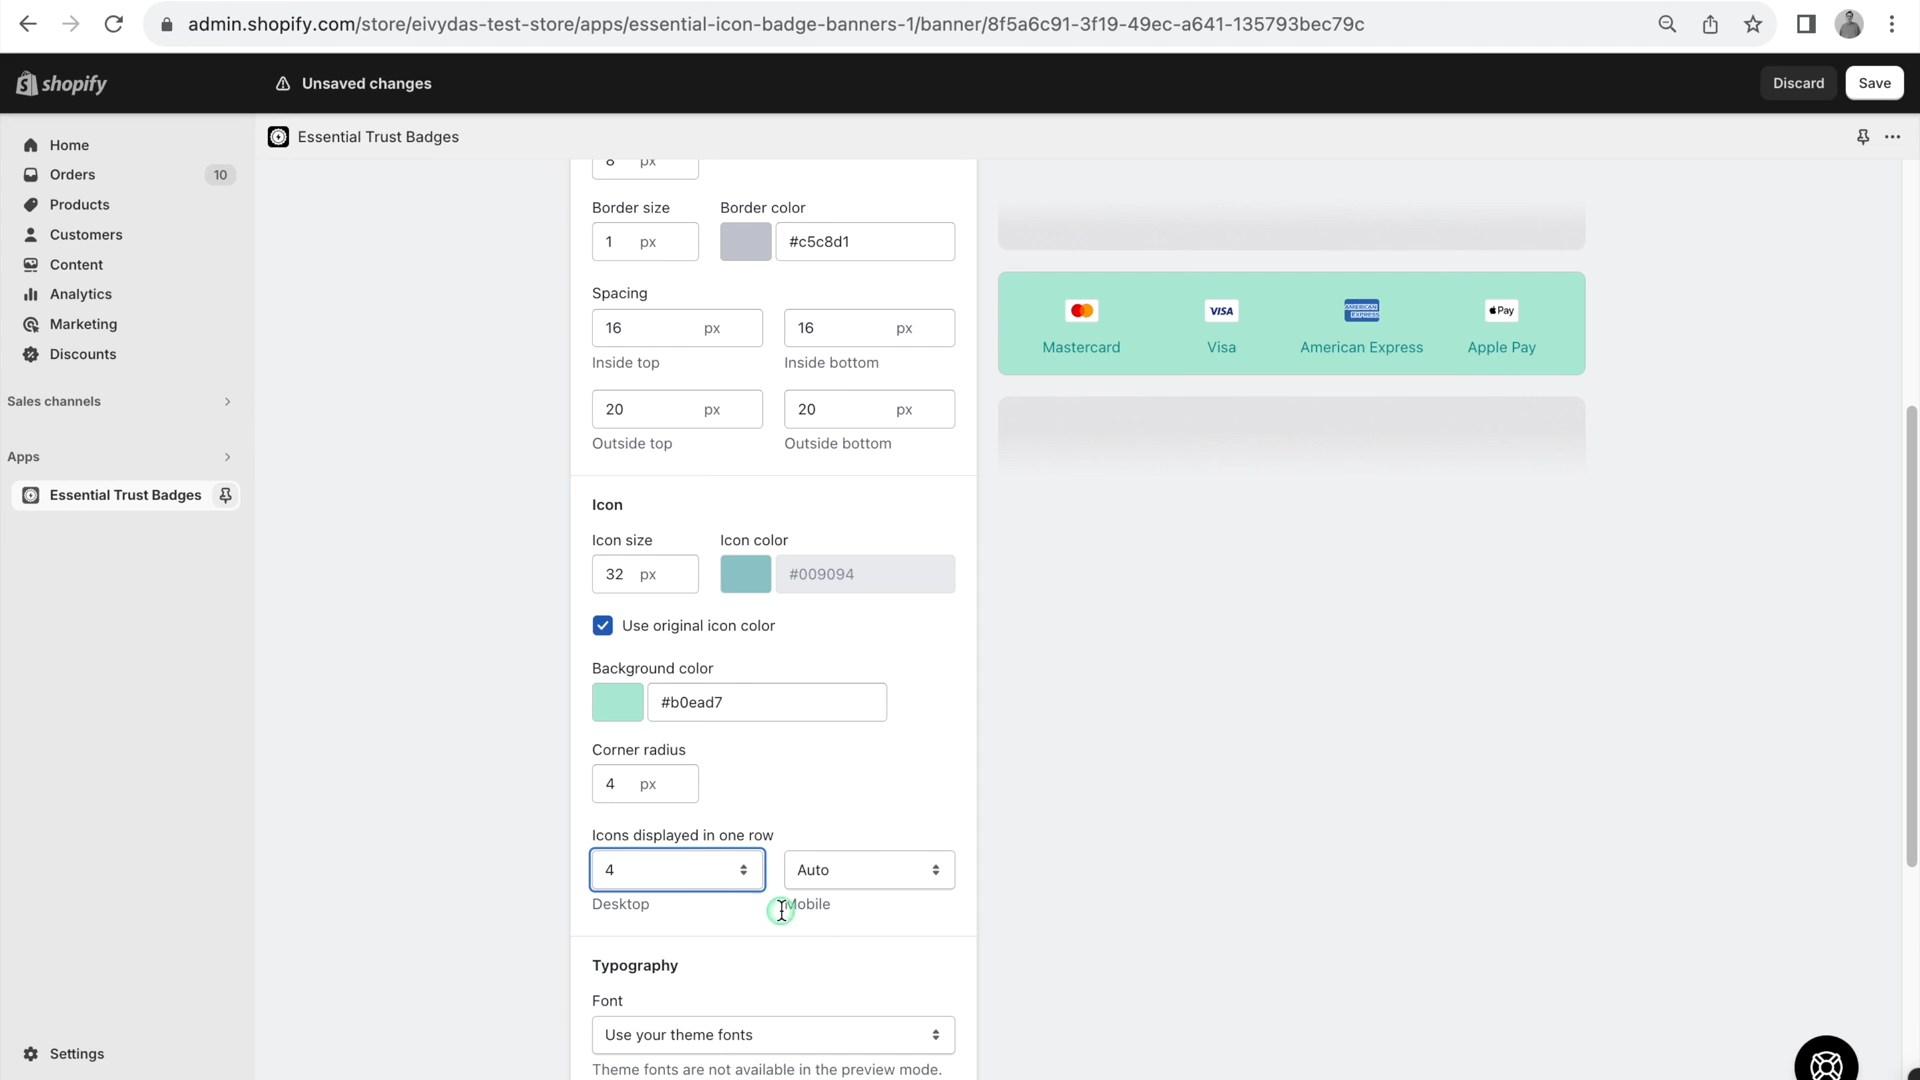 admin.shopify.com/store/eivydas-test-store/apps/essential-icon-badge-banners-1/banner/8f5a6c91-3f19-49ec-a641-135793bec79c
shopify
Unsaved changes
Discard
Save
Essential Trust Badges
Home
Orders
10
Products
Customers
Content
Analytics
Marketing
Discounts
Sales channels
Apps
Essential Trust Badges
Settings
8 px
Border size
Border color
1 px
#c5c8d1
Spacing
16 px
16 px
Inside top
Inside bottom
20 px
20 px
Outside top
Outside bottom
Icon
Icon size
Icon color
32 px
#009094
Use original icon color
Background color
#b0ead7
Corner radius
4 px
Icons displayed in one row
4
Auto
Desktop
Mobile
Typography
Font
Use your theme fonts
Theme fonts are not available in the preview mode.
VISA
AMERICAN
EXPRESS
Pay
Mastercard
Visa
American Express
Apple Pay